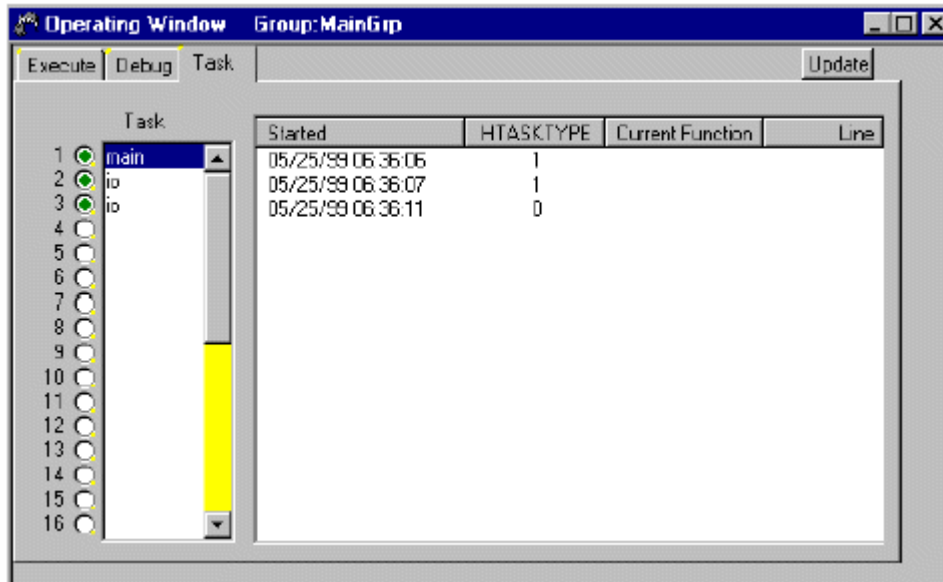 Operating Window Group:MainGrp
Execute Debug Task Update
Task
Started HTASKTYPE Current Function Line
1 main 05/25/99 06:36:06 1
2 io 05/25/99 06:36:07 1
3 io 05/25/99 06:36:11 0
4
5
6
7
8
9
10
11
12
13
14
15
16